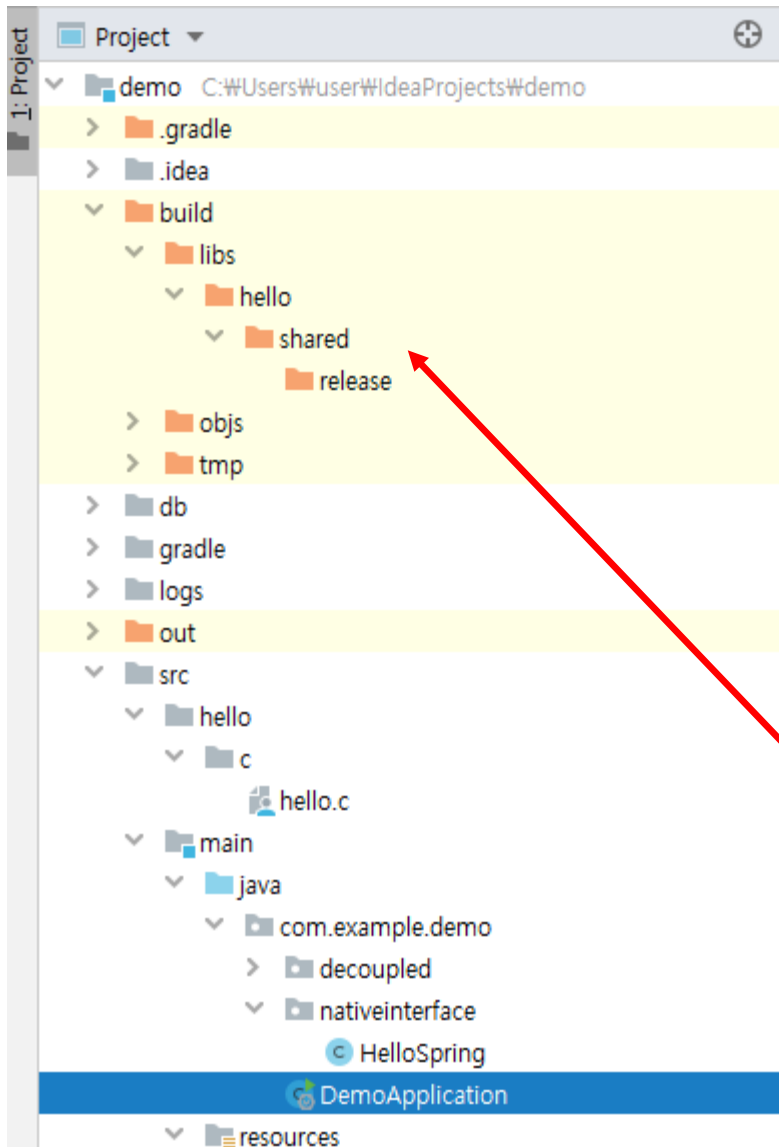 1: Project
Project
demo C:₩Users₩user₩IdeaProjects₩demo
.gradle
.idea
build
libs
hello
shared
release
objs
tmp
db
gradle
logs
out
src
hello
c
hello.c
main
java
com.example.demo
decoupled
nativeinterface
HelloSpring
DemoApplication
resources